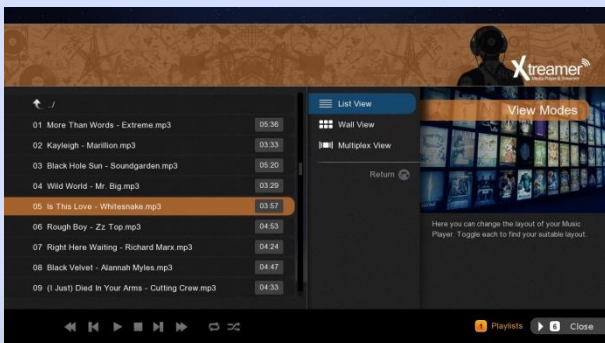 Xtreamer
Media Player & Streamer
../
01 More Than Words - Extreme.mp3 05:36
02 Kayleigh - Marillion.mp3 03:33
03 Black Hole Sun - Soundgarden.mp3 05:20
04 Wild World - Mr. Big.mp3 03:29
05 Is This Love - Whitesnake.mp3 03:57
06 Rough Boy - Zz Top.mp3 04:53
07 Right Here Waiting - Richard Marx.mp3 04:24
08 Black Velvet - Alannah Myles.mp3 04:47
09 (I Just) Died In Your Arms - Cutting Crew.mp3 04:33
List View
Wall View
Multiplex View
Return
View Modes
Here you can change the layout of your Music
Player. Toggle each to find your suitable layout.
1 Playlists
6 Close